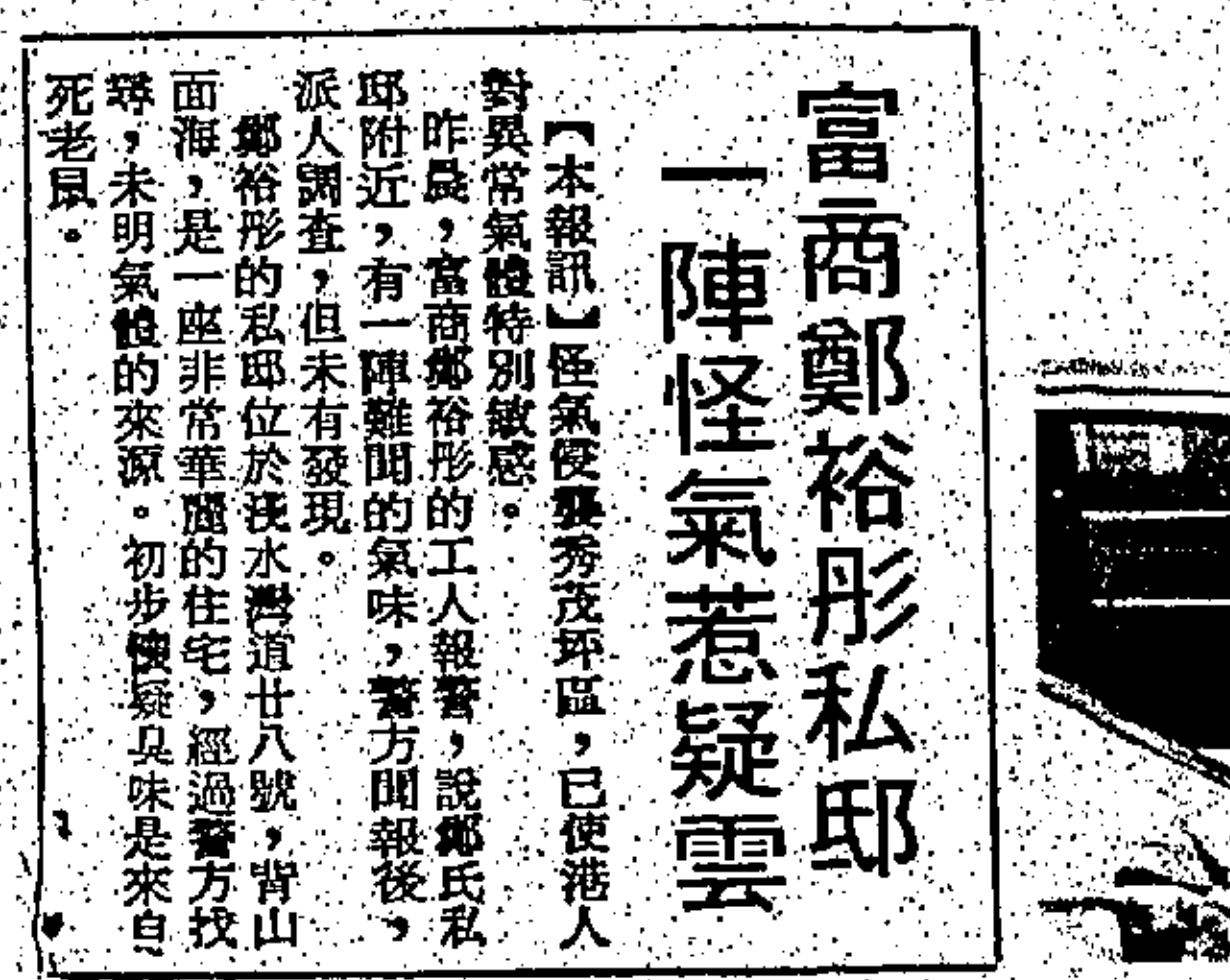 富商鄭裕彤私邸
一陣怪氣惹疑雲
【本報訊】怪氣侵襲秀茂坪區，已使港人
對異常氣體特別敏感。
昨晨，富商鄭裕彤的工人報警，說鄭氏私
邸附近，有一陣難聞的氣味，警方聞報後，
派人調查，但未有發現。
鄭裕彤的私邸位於淺水灣道廿八號，背山
面海，是一座非常華麗的住宅，經過警方找
尋，未明氣體的來源。初步懷疑臭味是來自
死老鼠。